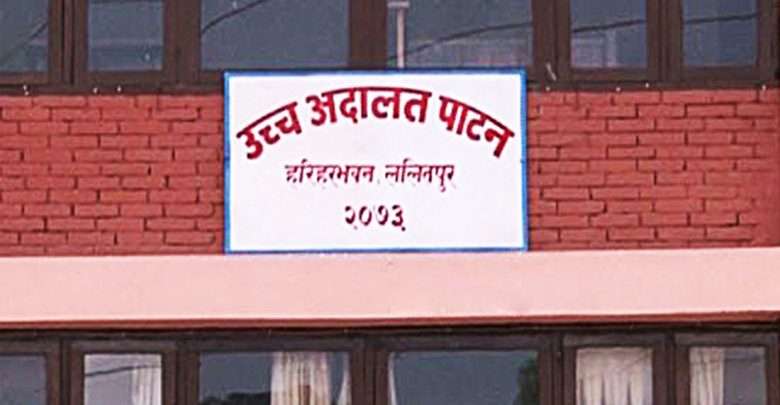 उच्च अदालत पाटन
हरिहरभवन, ललितपुर
२०७३